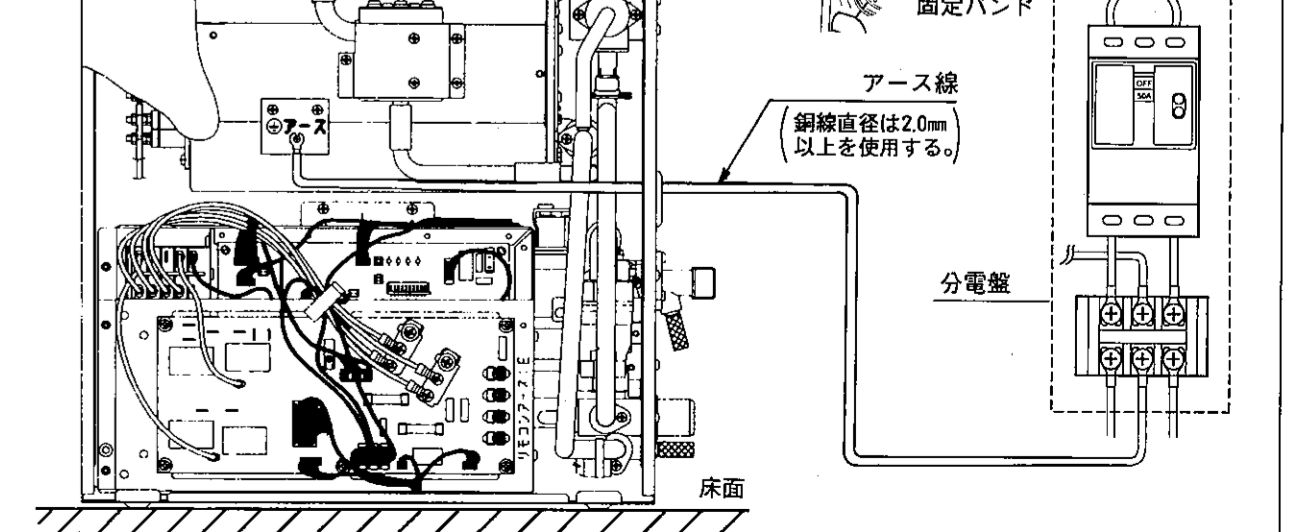 固定バンド
アース線
(銅線直径は2.0㎜
以上を使用する。)
OFF
50A
アース
分電盤
リモコンアース:E
床面